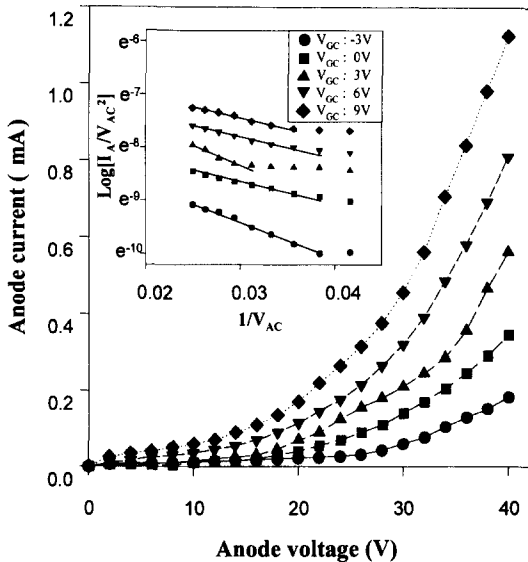 1.2
1.0
0.8
0.6
0.4
0.2
0.0
Anode current ( mA)
0
10
20
30
40
Anode voltage (V)
e-6
e-7
e-8
e-9
e-10
Log[I_A/V_AC^2]
0.02
0.03
0.04
1/V_AC
V_GC : -3V
V_GC : 0V
V_GC : 3V
V_GC : 6V
V_GC : 9V